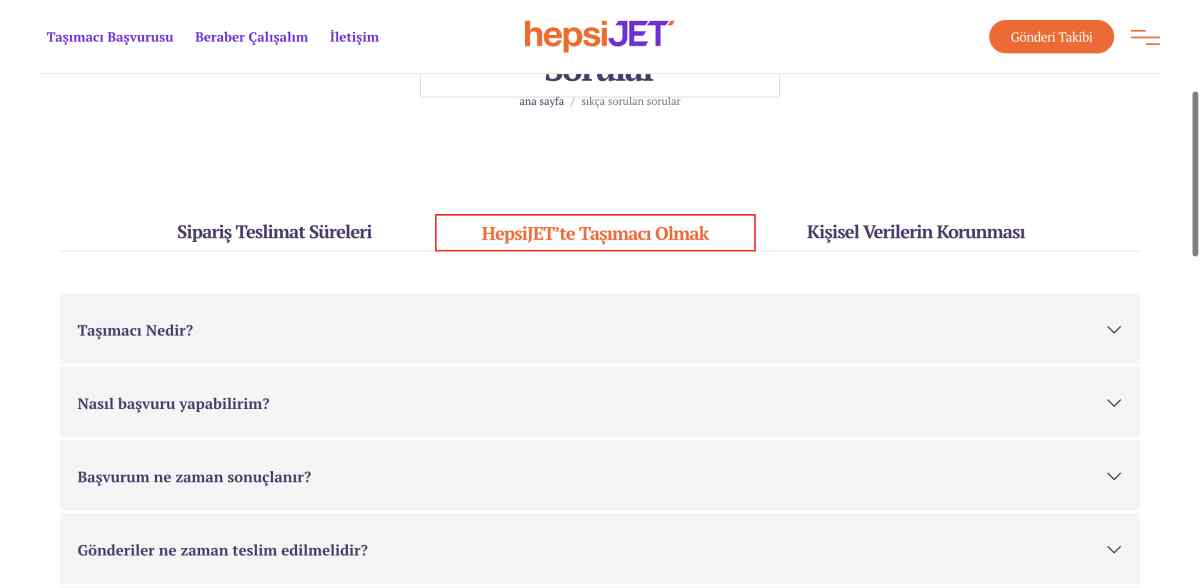 Taşımacı Başvurusu
Beraber Çalışalım
İletişim
hepsiJET
Gönderi Takibi
Sorular
ana sayfa / sıkça sorulan sorular
Sipariş Teslimat Süreleri
HepsiJET’te Taşımacı Olmak
Kişisel Verilerin Korunması
Taşımacı Nedir?
Nasıl başvuru yapabilirim?
Başvurum ne zaman sonuçlanır?
Gönderiler ne zaman teslim edilmelidir?